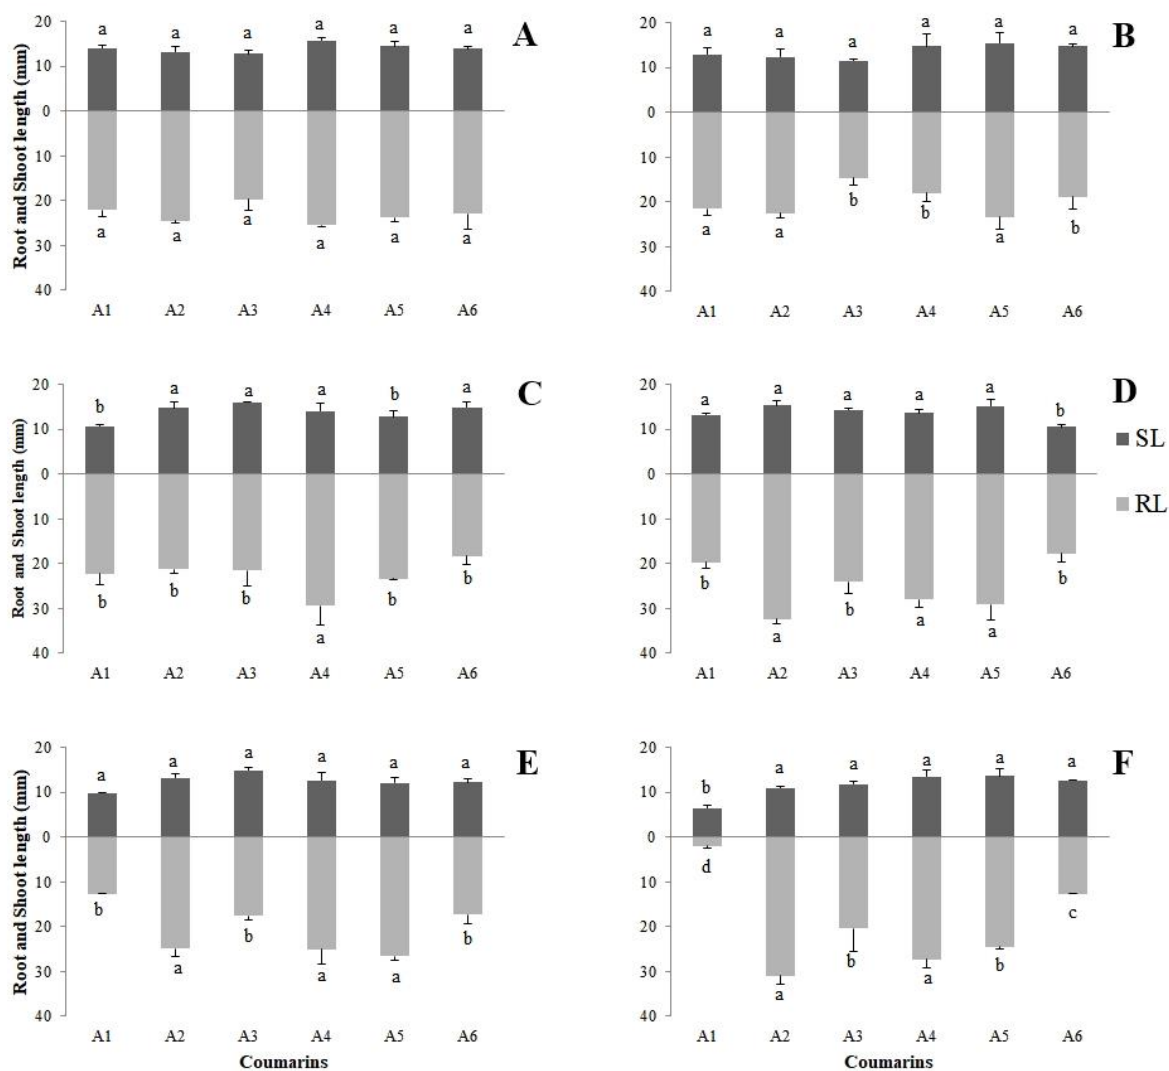 A
Root and Shoot length (mm)
20 10 0 10 20 30 40
a a a a a a
a a a a a a
A1 A2 A3 A4 A5 A6
B
20 10 0 10 20 30 40
a a a a a a
a a b b a b
A1 A2 A3 A4 A5 A6
C
Root and Shoot length (mm)
20 10 0 10 20 30 40
b a a a b a
b b b a b b
A1 A2 A3 A4 A5 A6
D
20 10 0 10 20 30 40
a a a a a b
b a b a a b
A1 A2 A3 A4 A5 A6
SL
RL
E
Root and Shoot length (mm)
20 10 0 10 20 30 40
a a a a a a
b a b a a b
A1 A2 A3 A4 A5 A6
Coumarins
F
20 10 0 10 20 30 40
b a a a a a
d a b a b c
A1 A2 A3 A4 A5 A6
Coumarins